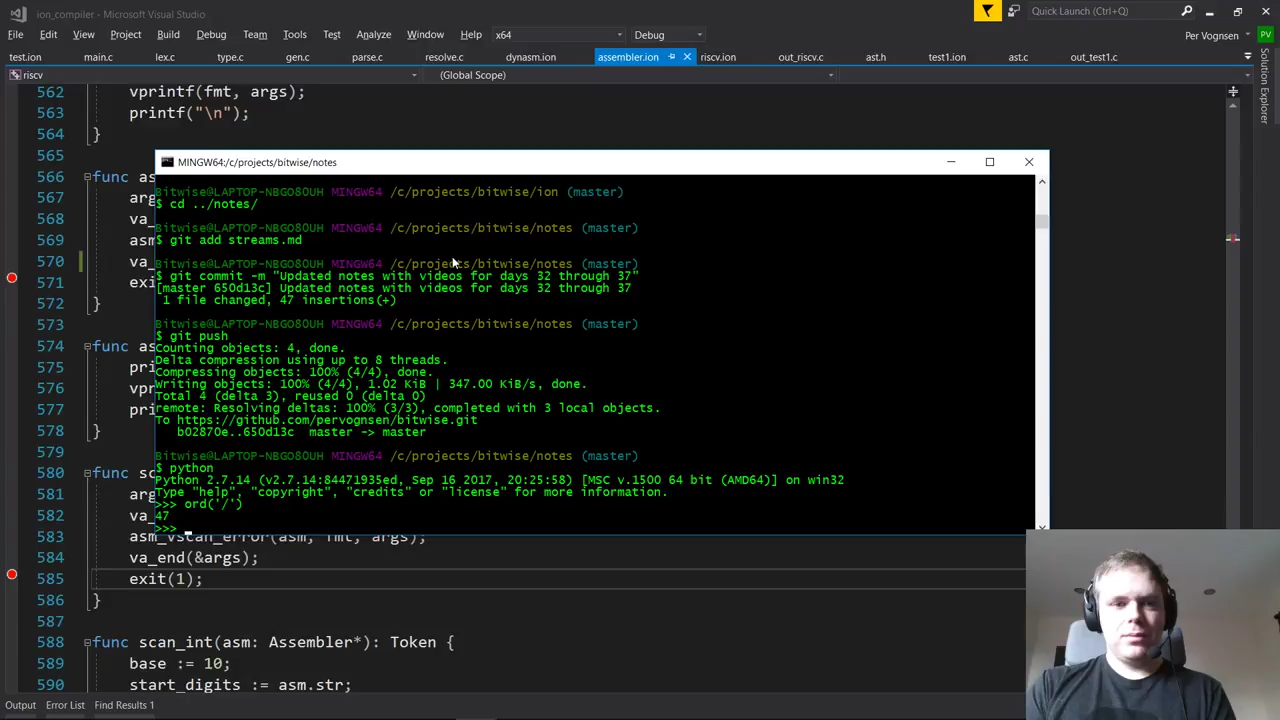 ion_compiler - Microsoft Visual Studio
Quick Launch (Ctrl+Q)
File Edit View Project Build Debug Team Tools Test Analyze Window Help x64 Debug
Per Vognsen PV
test.ion main.c lex.c type.c gen.c parse.c resolve.c dynasm.ion assembler.ion riscv.ion out_riscv.c ast.h test1.ion ast.c out_test1.c
riscv (Global Scope)
Solution Explorer
562 vprintf(fmt, args);
563 printf("\n");
564 }
565
566 func as
567 arg
568 va_
569 asm
570 va_
571 exi
572 }
573
574 func as
575 pri
576 vpr
577 pri
578 }
579
580 func sc
581 arg
582 va_
583 asm_vscan_error(asm, fmt, args);
584 va_end(&args);
585 exit(1);
586 }
587
588 func scan_int(asm: Assembler*): Token {
589 base := 10;
590 start_digits := asm.str;
MINGW64:/c/projects/bitwise/notes
Bitwise@LAPTOP-NBGO8OUH MINGW64 /c/projects/bitwise/ion (master)
$ cd ../notes/
Bitwise@LAPTOP-NBGO8OUH MINGW64 /c/projects/bitwise/notes (master)
$ git add streams.md
Bitwise@LAPTOP-NBGO8OUH MINGW64 /c/projects/bitwise/notes (master)
$ git commit -m "Updated notes with videos for days 32 through 37"
[master 650d13c] Updated notes with videos for days 32 through 37
1 file changed, 47 insertions(+)
Bitwise@LAPTOP-NBGO8OUH MINGW64 /c/projects/bitwise/notes (master)
$ git push
Counting objects: 4, done.
Delta compression using up to 8 threads.
Compressing objects: 100% (4/4), done.
Writing objects: 100% (4/4), 1.02 KiB | 347.00 KiB/s, done.
Total 4 (delta 3), reused 0 (delta 0)
remote: Resolving deltas: 100% (3/3), completed with 3 local objects.
To https://github.com/pervognsen/bitwise.git
b02870e..650d13c master -> master
Bitwise@LAPTOP-NBGO8OUH MINGW64 /c/projects/bitwise/notes (master)
$ python
Python 2.7.14 (v2.7.14:84471935ed, Sep 16 2017, 20:25:58) [MSC v.1500 64 bit (AMD64)] on win32
Type "help", "copyright", "credits" or "license" for more information.
>>> ord('/')
47
>>>
Output Error List Find Results 1